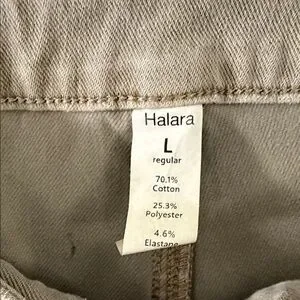 Halara
L
regular
70.1%
Cotton
25.3%
Polyester
4.6%
Elastane